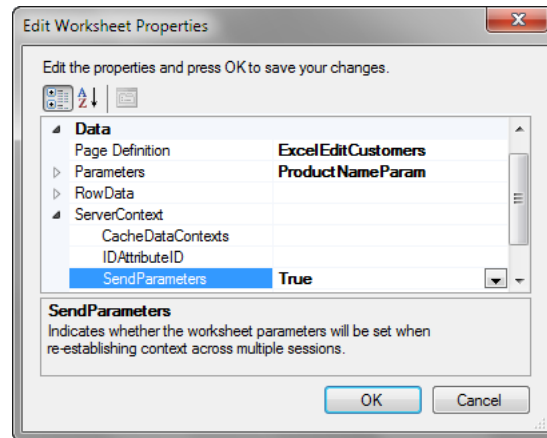 Edit Worksheet Properties
Edit the properties and press OK to save your changes.
Data
Page Definition ExcelEditCustomers
Parameters ProductNameParam
RowData
ServerContext
CacheDataContexts
IDAttributeID
SendParameters True
SendParameters
Indicates whether the worksheet parameters will be set when
re-establishing context across multiple sessions.
OK Cancel